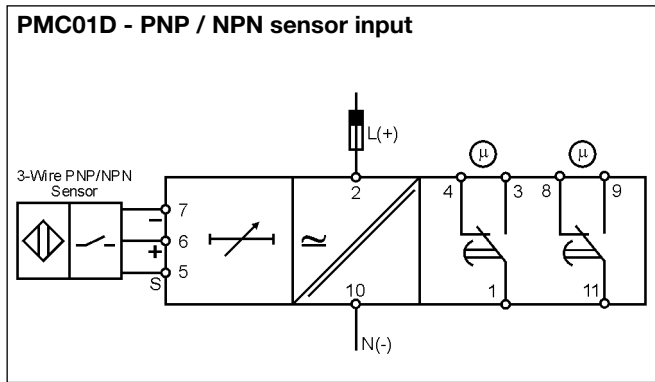 PMC01D - PNP / NPN sensor input
L(+)
μ μ
3-Wire PNP/NPN
Sensor
2 4 3 8 9
7
−
6
+
5
S
≃
10 1 11
N(-)